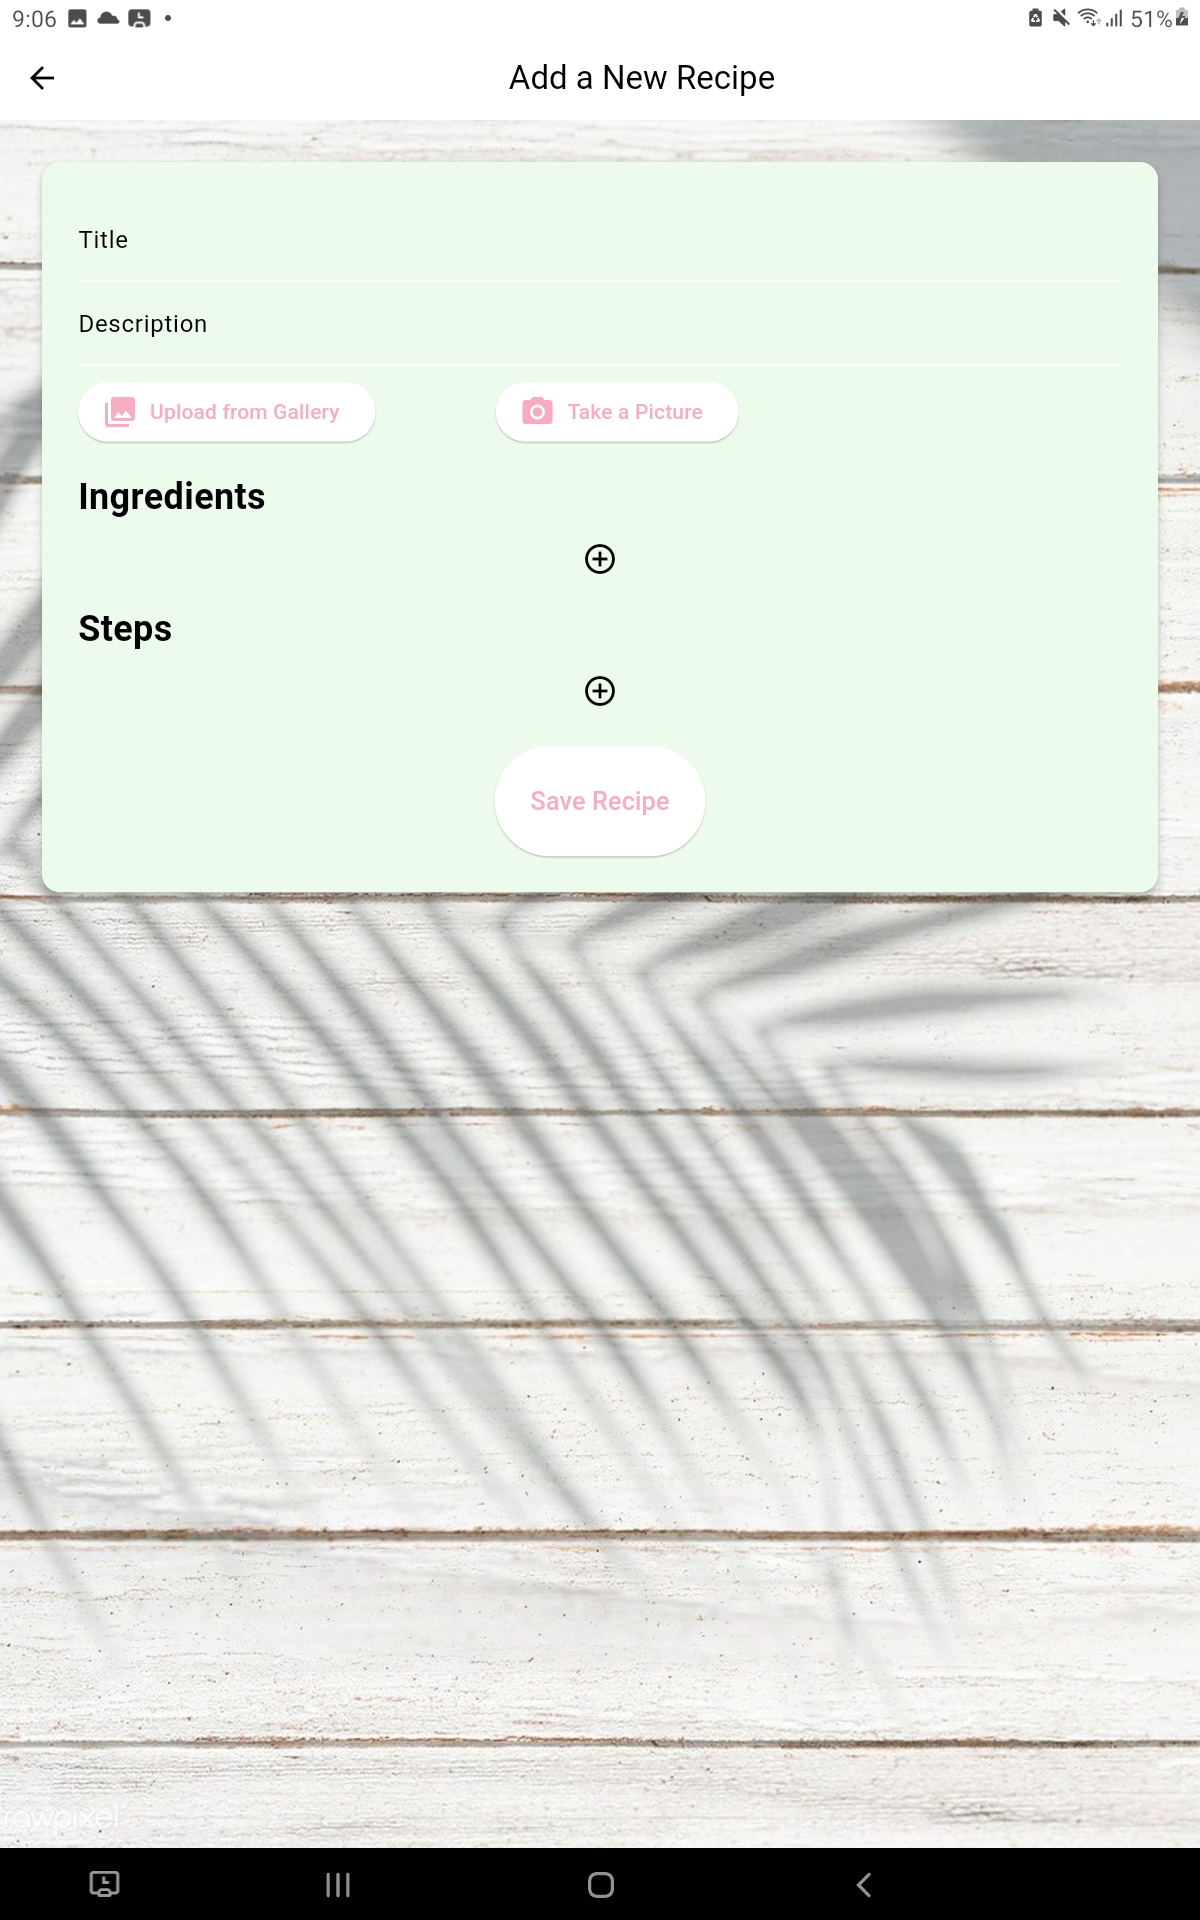 9:06
51%
Add a New Recipe
Title
Description
Upload from Gallery
Take a Picture
Ingredients
Steps
Save Recipe
rawpixel